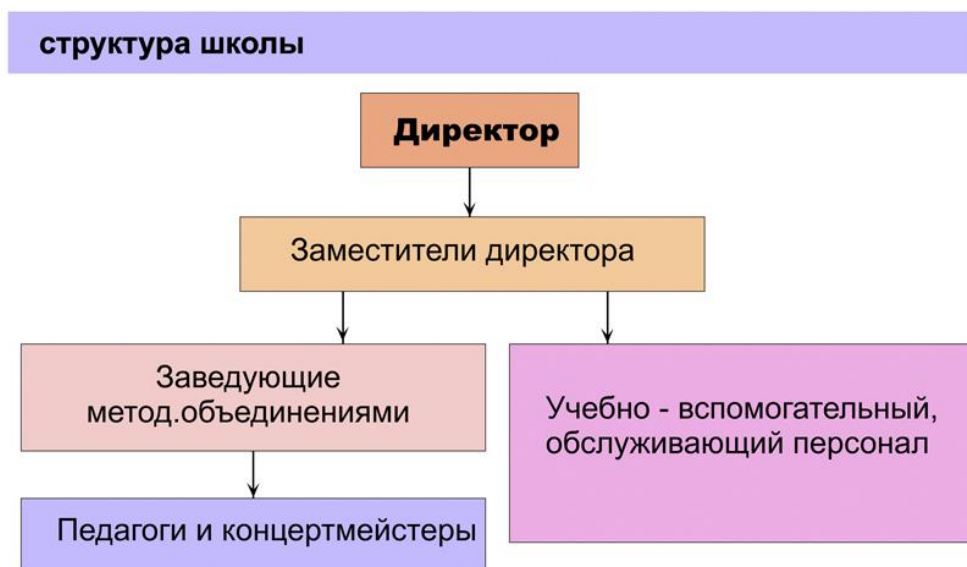 структура школы
Директор
Заместители директора
Заведующие
метод.объединениями
Учебно - вспомогательный,
обслуживающий персонал
Педагоги и концертмейстеры